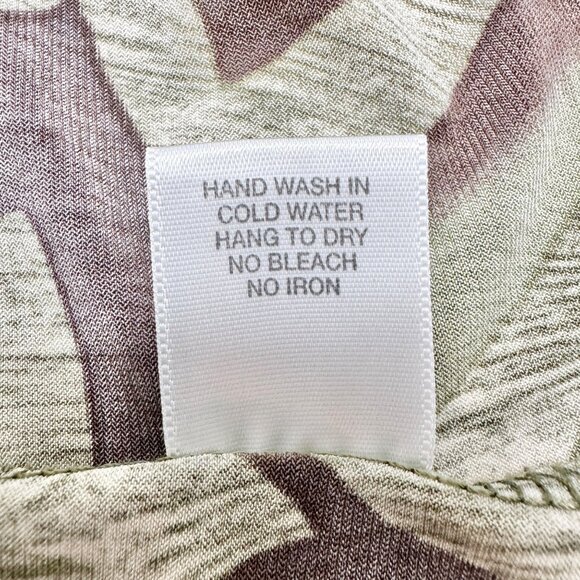 HAND WASH IN
COLD WATER
HANG TO DRY
NO BLEACH
NO IRON